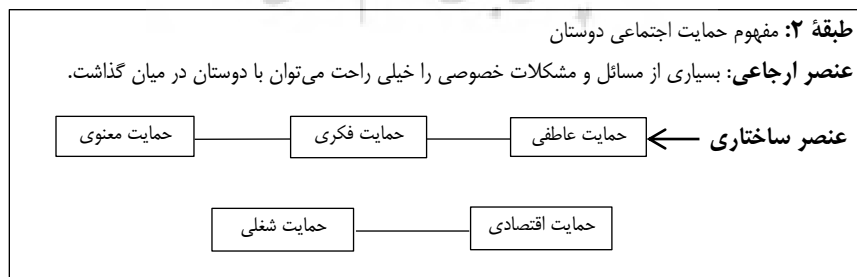 طبقهٔ ۲: مفهوم حمایت اجتماعی دوستان
عنصر ارجاعی: بسیاری از مسائل و مشکلات خصوصی را خیلی راحت می‌توان با دوستان در میان گذاشت.
عنصر ساختاری حمایت عاطفی حمایت فکری حمایت معنوی
حمایت اقتصادی حمایت شغلی